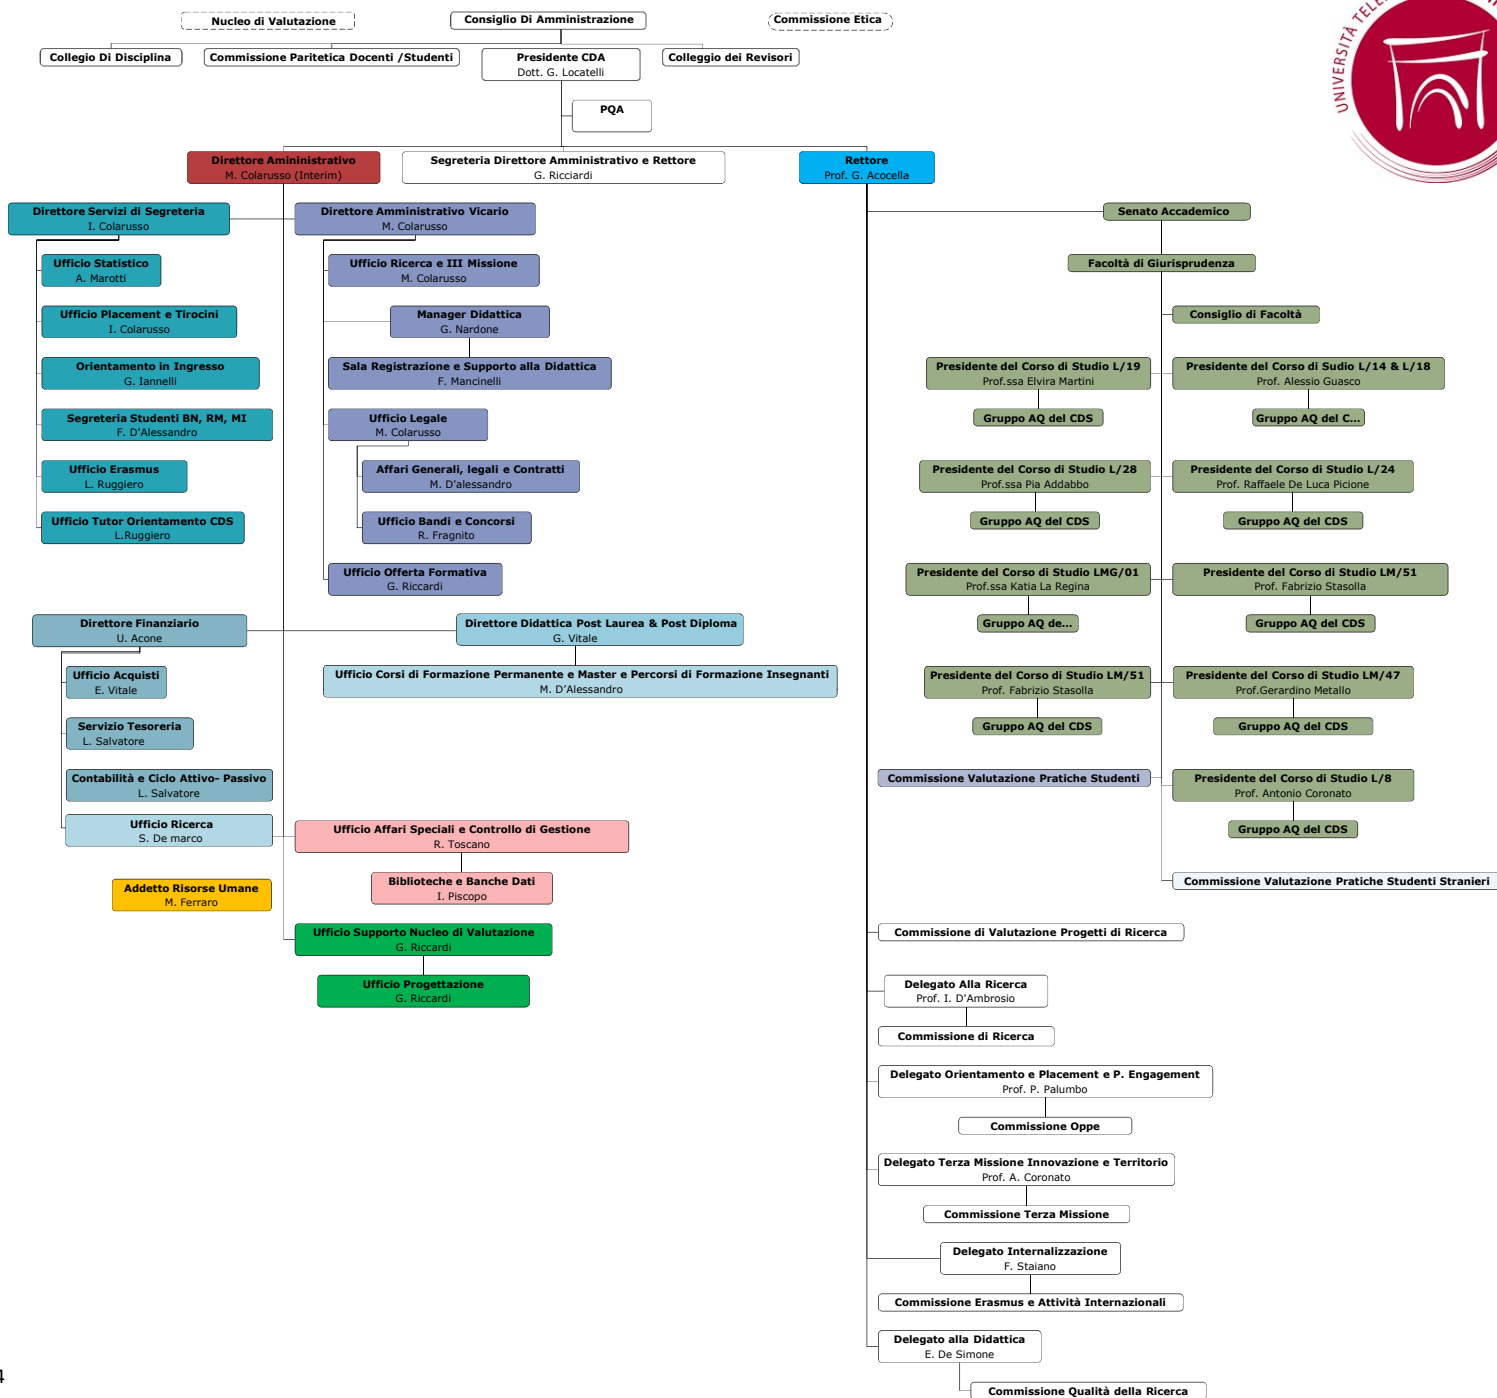 Nucleo di Valutazione
Consiglio Di Amministrazione
Commissione Etica
UNIVERSITÀ
Collegio Di Disciplina
Commissione Paritetica Docenti /Studenti
Presidente CDA
Dott. G. Locatelli
Colleggio dei Revisori
PQA
Direttore Amininistrativo
M. Colarusso (Interim)
Segreteria Direttore Amministrativo e Rettore
G. Ricciardi
Rettore
Prof. G. Acocella
Direttore Servizi di Segreteria
I. Colarusso
Direttore Amministrativo Vicario
M. Colarusso
Senato Accademico
Ufficio Statistico
A. Marotti
Ufficio Ricerca e III Missione
M. Colarusso
Facoltà di Giurisprudenza
Ufficio Placement e Tirocini
I. Colarusso
Manager Didattica
G. Nardone
Consiglio di Facoltà
Orientamento in Ingresso
G. Iannelli
Sala Registrazione e Supporto alla Didattica
F. Mancinelli
Presidente del Corso di Studio L/19
Prof.ssa Elvira Martini
Presidente del Corso di Sudio L/14 & L/18
Prof. Alessio Guasco
Segreteria Studenti BN, RM, MI
F. D'Alessandro
Ufficio Legale
M. Colarusso
Gruppo AQ del CDS
Gruppo AQ del C...
Ufficio Erasmus
L. Ruggiero
Affari Generali, legali e Contratti
M. D'alessandro
Presidente del Corso di Studio L/28
Prof.ssa Pia Addabbo
Presidente del Corso di Studio L/24
Prof. Raffaele De Luca Picione
Ufficio Tutor Orientamento CDS
L.Ruggiero
Ufficio Bandi e Concorsi
R. Fragnito
Gruppo AQ del CDS
Gruppo AQ del CDS
Ufficio Offerta Formativa
G. Riccardi
Presidente del Corso di Studio LMG/01
Prof.ssa Katia La Regina
Presidente del Corso di Studio LM/51
Prof. Fabrizio Stasolla
Direttore Finanziario
U. Acone
Direttore Didattica Post Laurea & Post Diploma
G. Vitale
Gruppo AQ de...
Gruppo AQ del CDS
Ufficio Acquisti
E. Vitale
Ufficio Corsi di Formazione Permanente e Master e Percorsi di Formazione Insegnanti
M. D’Alessandro
Presidente del Corso di Studio LM/51
Prof. Fabrizio Stasolla
Presidente del Corso di Studio LM/47
Prof.Gerardino Metallo
Servizio Tesoreria
L. Salvatore
Gruppo AQ del CDS
Gruppo AQ del CDS
Contabilità e Ciclo Attivo- Passivo
L. Salvatore
Commissione Valutazione Pratiche Studenti
Presidente del Corso di Studio L/8
Prof. Antonio Coronato
Ufficio Ricerca
S. De marco
Ufficio Affari Speciali e Controllo di Gestione
R. Toscano
Gruppo AQ del CDS
Addetto Risorse Umane
M. Ferraro
Biblioteche e Banche Dati
I. Piscopo
Commissione Valutazione Pratiche Studenti Stranieri
Ufficio Supporto Nucleo di Valutazione
G. Riccardi
Commissione di Valutazione Progetti di Ricerca
Ufficio Progettazione
G. Riccardi
Delegato Alla Ricerca
Prof. I. D'Ambrosio
Commissione di Ricerca
Delegato Orientamento e Placement e P. Engagement
Prof. P. Palumbo
Commissione Oppe
Delegato Terza Missione Innovazione e Territorio
Prof. A. Coronato
Commissione Terza Missione
Delegato Internalizzazione
F. Staiano
Commissione Erasmus e Attività Internazionali
Delegato alla Didattica
E. De Simone
4
Commissione Qualità della Ricerca